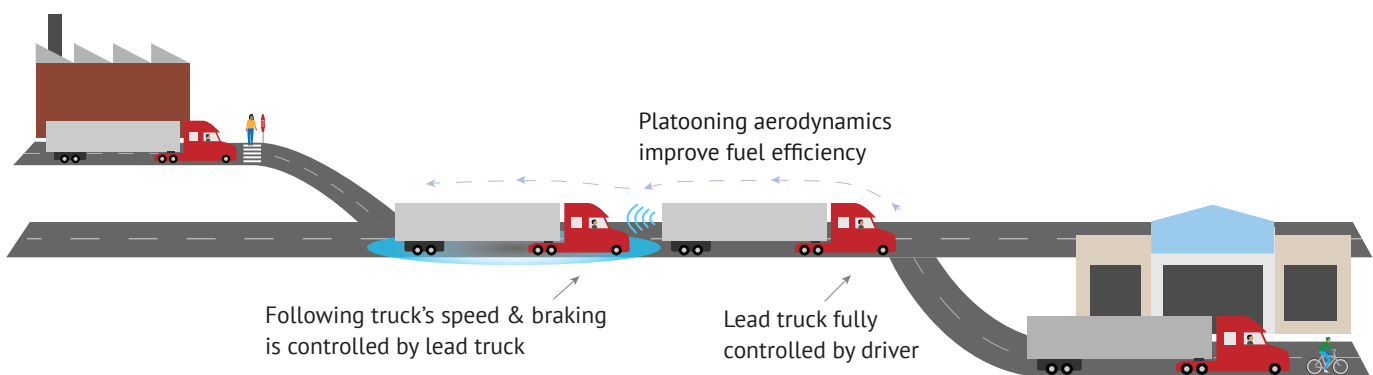 Platooning aerodynamics
improve fuel efficiency
Following truck's speed & braking
is controlled by lead truck
Lead truck fully
controlled by driver